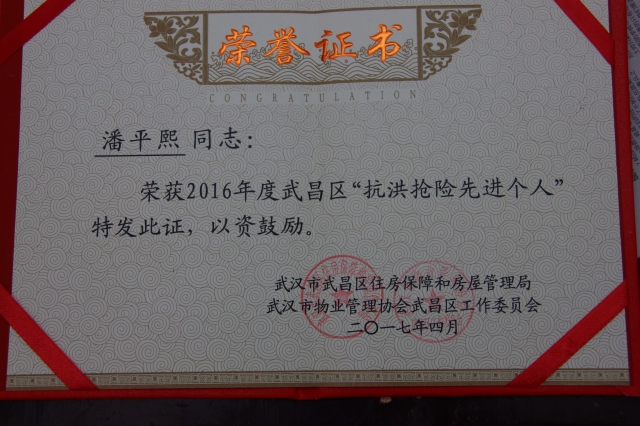 荣誉证书
CONGRATULATION
潘平熙 同志：
荣获2016年度武昌区“抗洪抢险先进个人”
特发此证，以资鼓励。
武汉市武昌区住房保障和房屋管理局
武汉市物业管理协会武昌区工作委员会
二〇一七年四月